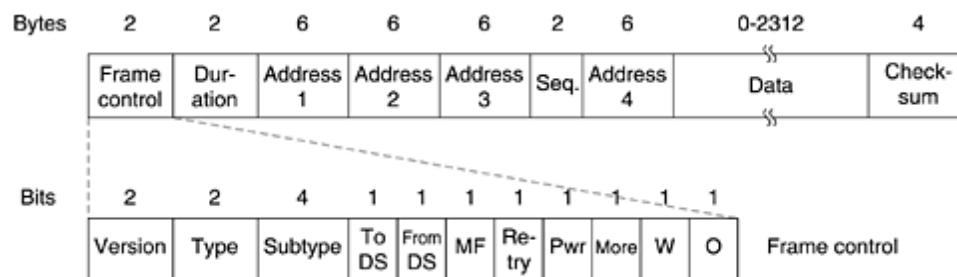 Bytes 2 2 6 6 6 2 6 0-2312 4
Frame control Dur-ation Address 1 Address 2 Address 3 Seq. Address 4 Data Check-sum
Bits 2 2 4 1 1 1 1 1 1 1 1
Version Type Subtype To DS From DS MF Re-try Pwr More W O Frame control